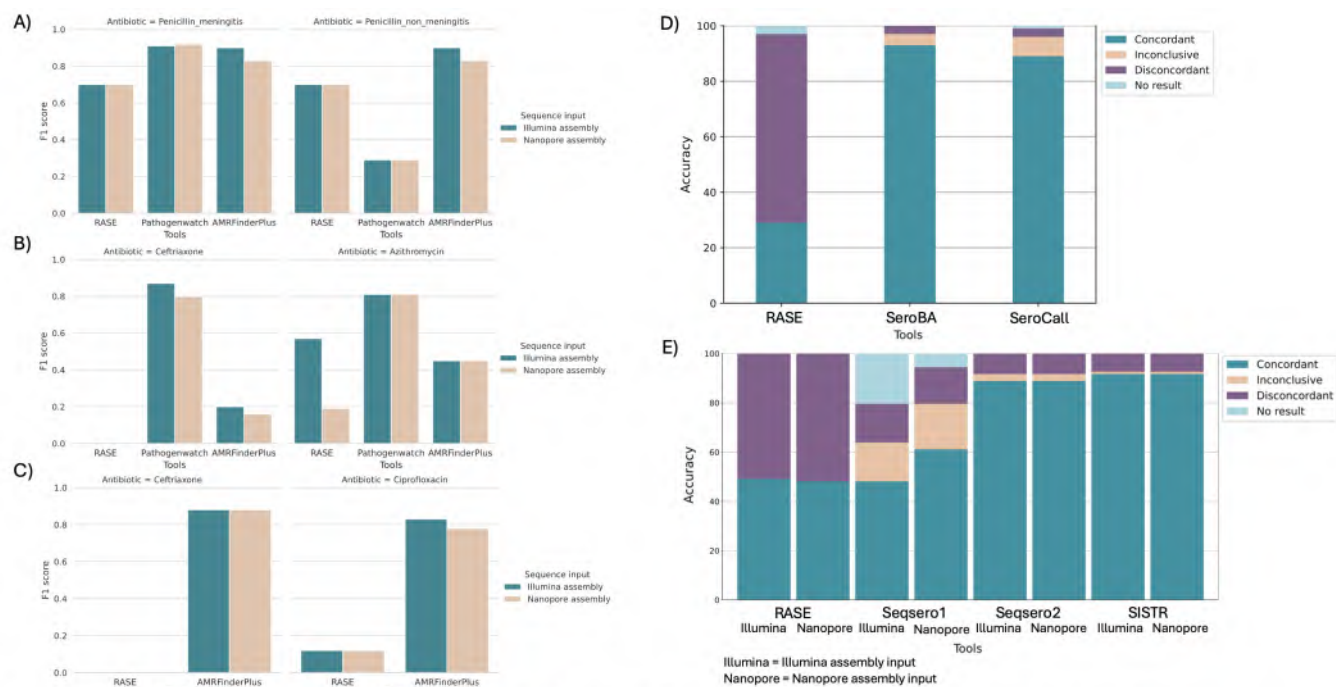 A)
Antibiotic = Penicillin_meningitis
Antibiotic = Penicillin_non_meningitis
1.0
0.8
0.6
0.4
0.2
0.0
F1 score
RASE
Pathogenwatch
AMRFinderPlus
RASE
Pathogenwatch
AMRFinderPlus
Tools
Tools
Sequence input
Illumina assembly
Nanopore assembly
B)
Antibiotic = Ceftriaxone
Antibiotic = Azithromycin
1.0
0.8
0.6
0.4
0.2
0.0
F1 score
RASE
Pathogenwatch
AMRFinderPlus
RASE
Pathogenwatch
AMRFinderPlus
Tools
Tools
Sequence input
Illumina assembly
Nanopore assembly
C)
Antibiotic = Ceftriaxone
Antibiotic = Ciprofloxacin
1.0
0.8
0.6
0.4
0.2
0.0
F1 score
RASE
AMRFinderPlus
RASE
AMRFinderPlus
Sequence input
Illumina assembly
Nanopore assembly
D)
100
80
60
40
20
0
Accuracy
RASE
SeroBA
SeroCall
Tools
Concordant
Inconclusive
Disconcordant
No result
E)
100
80
60
40
20
0
Accuracy
RASE
Seqsero1
Seqsero2
SISTR
Illumina Nanopore Illumina Nanopore Illumina Nanopore Illumina Nanopore
Tools
Concordant
Inconclusive
Disconcordant
No result
Illumina = Illumina assembly input
Nanopore = Nanopore assembly input